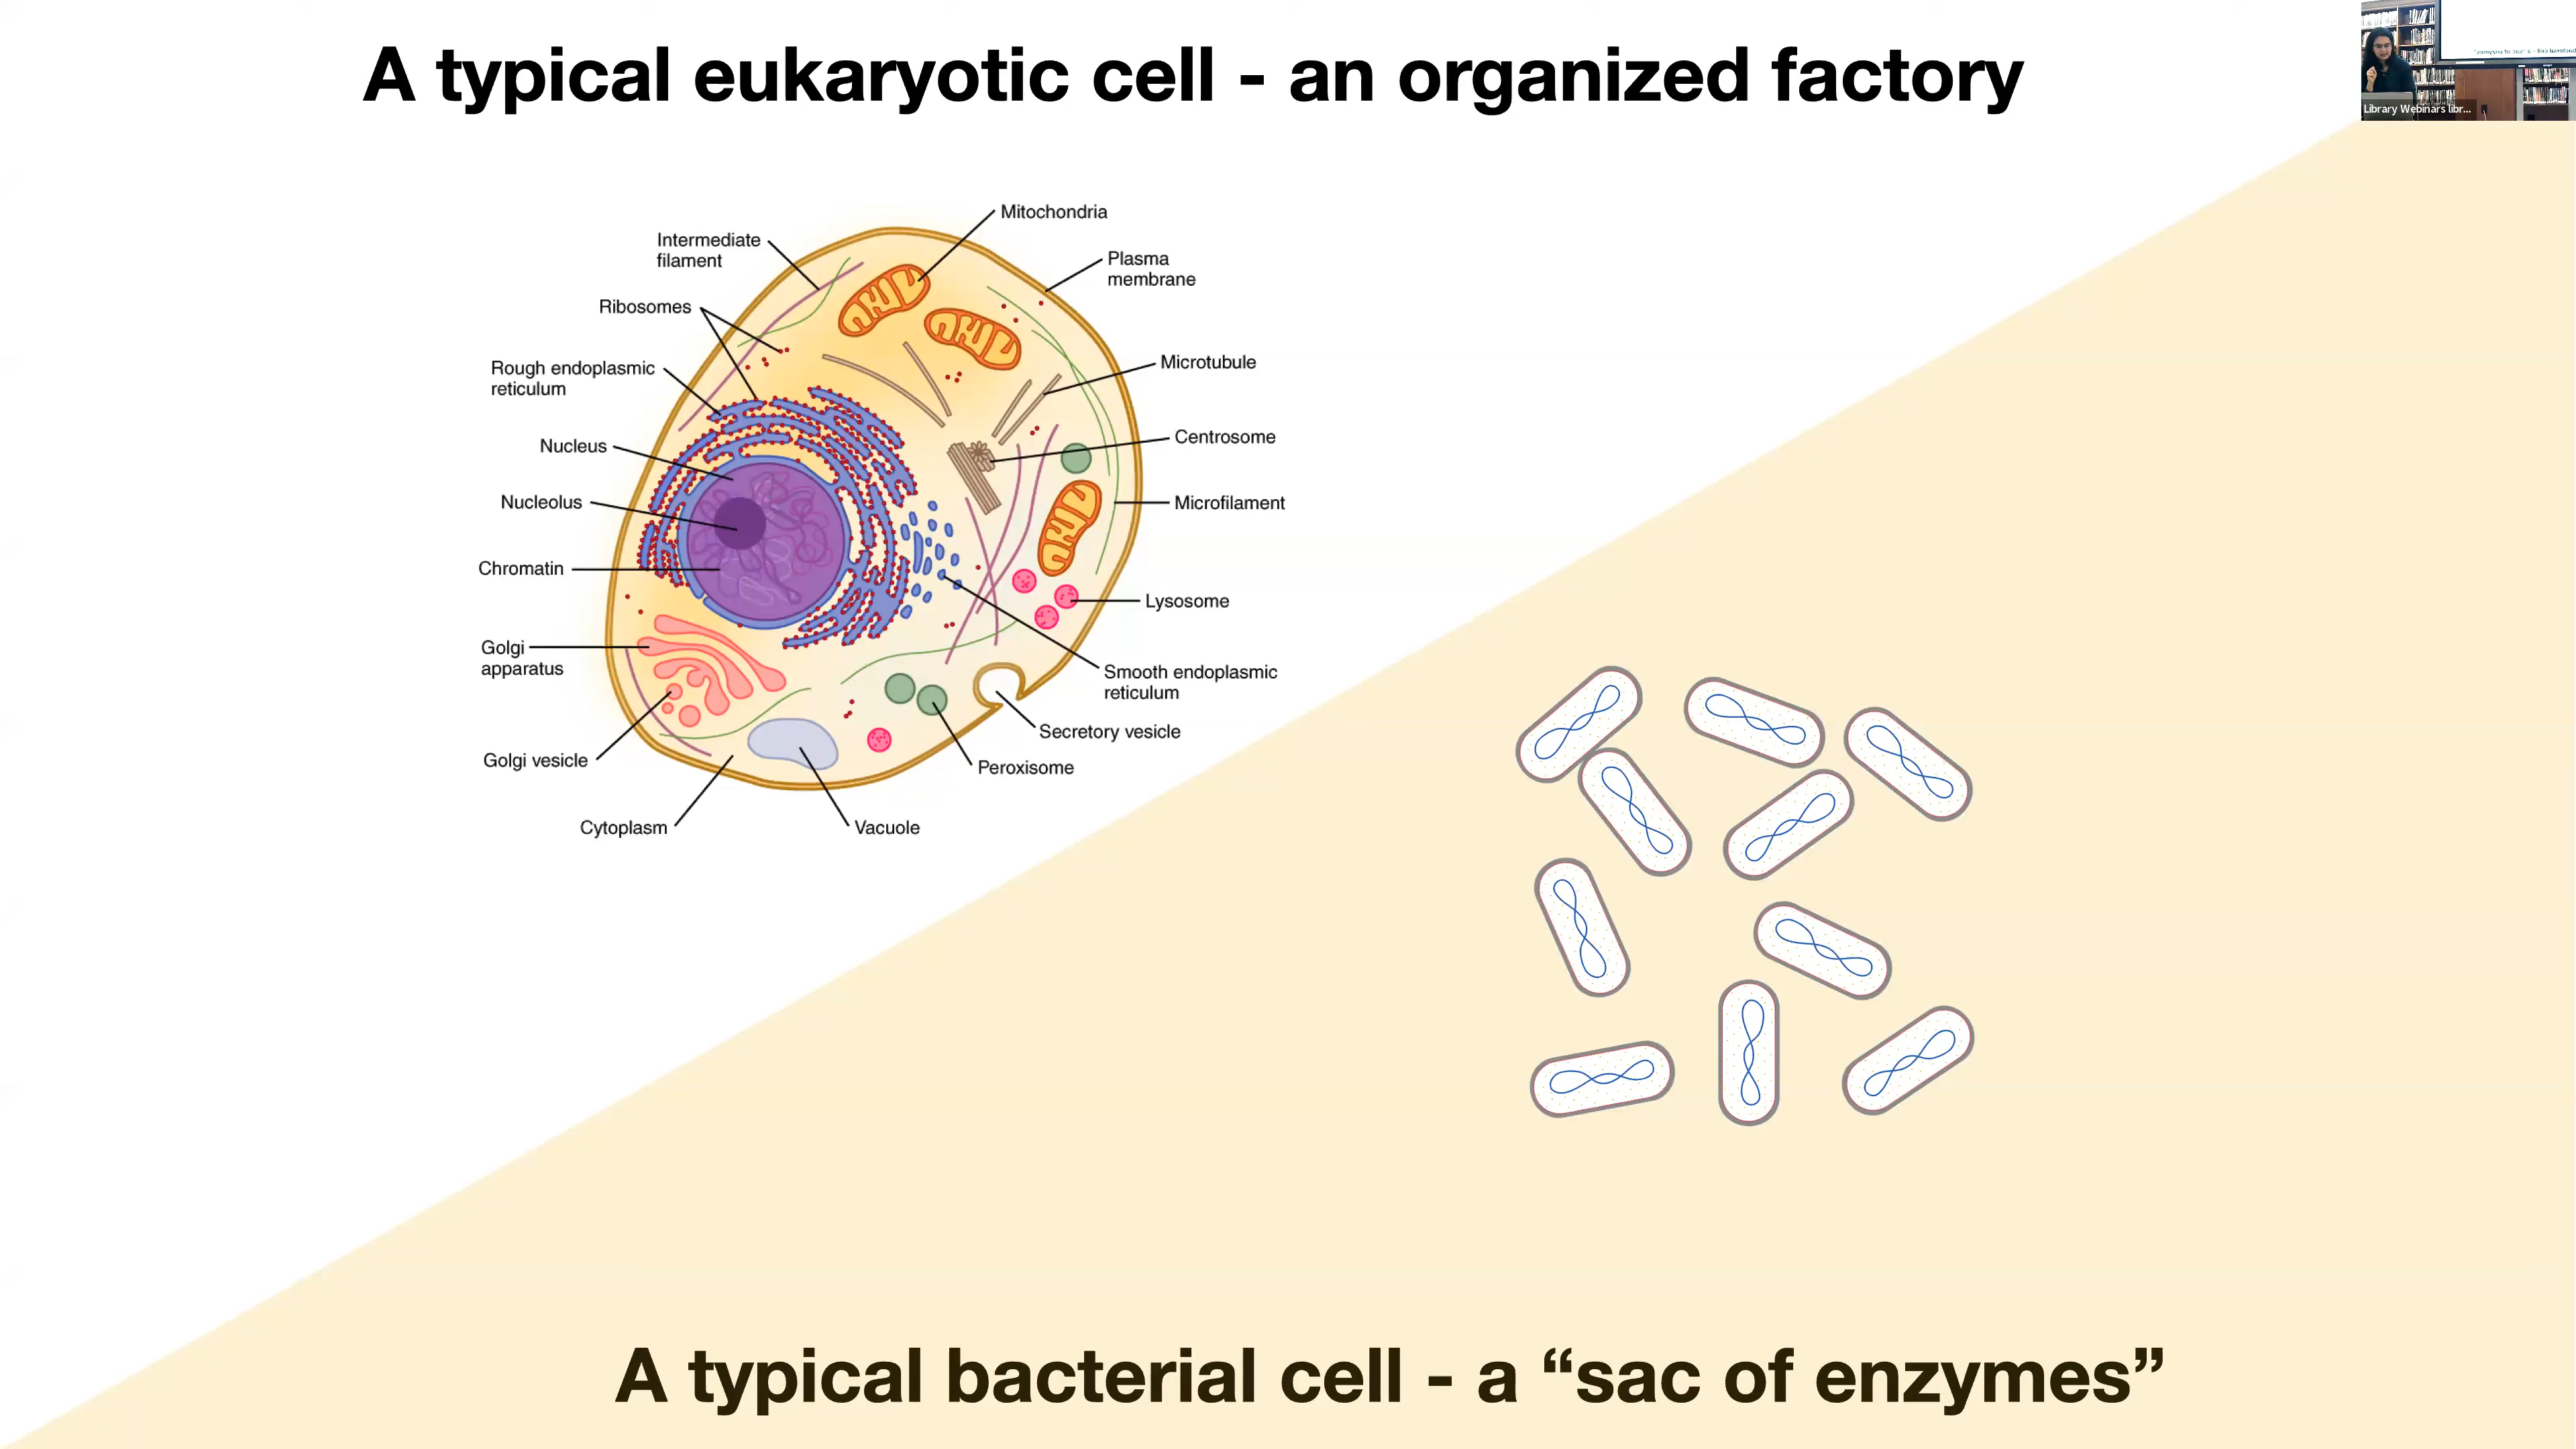 A typical eukaryotic cell - an organized factory
Library Webinars libr...
Mitochondria
Intermediate
filament
Plasma
membrane
Ribosomes
Rough endoplasmic
reticulum
Microtubule
Nucleus
Centrosome
Nucleolus
Microfilament
Chromatin
Lysosome
Golgi
apparatus
Smooth endoplasmic
reticulum
Secretory vesicle
Golgi vesicle
Peroxisome
Cytoplasm
Vacuole
A typical bacterial cell - a “sac of enzymes”